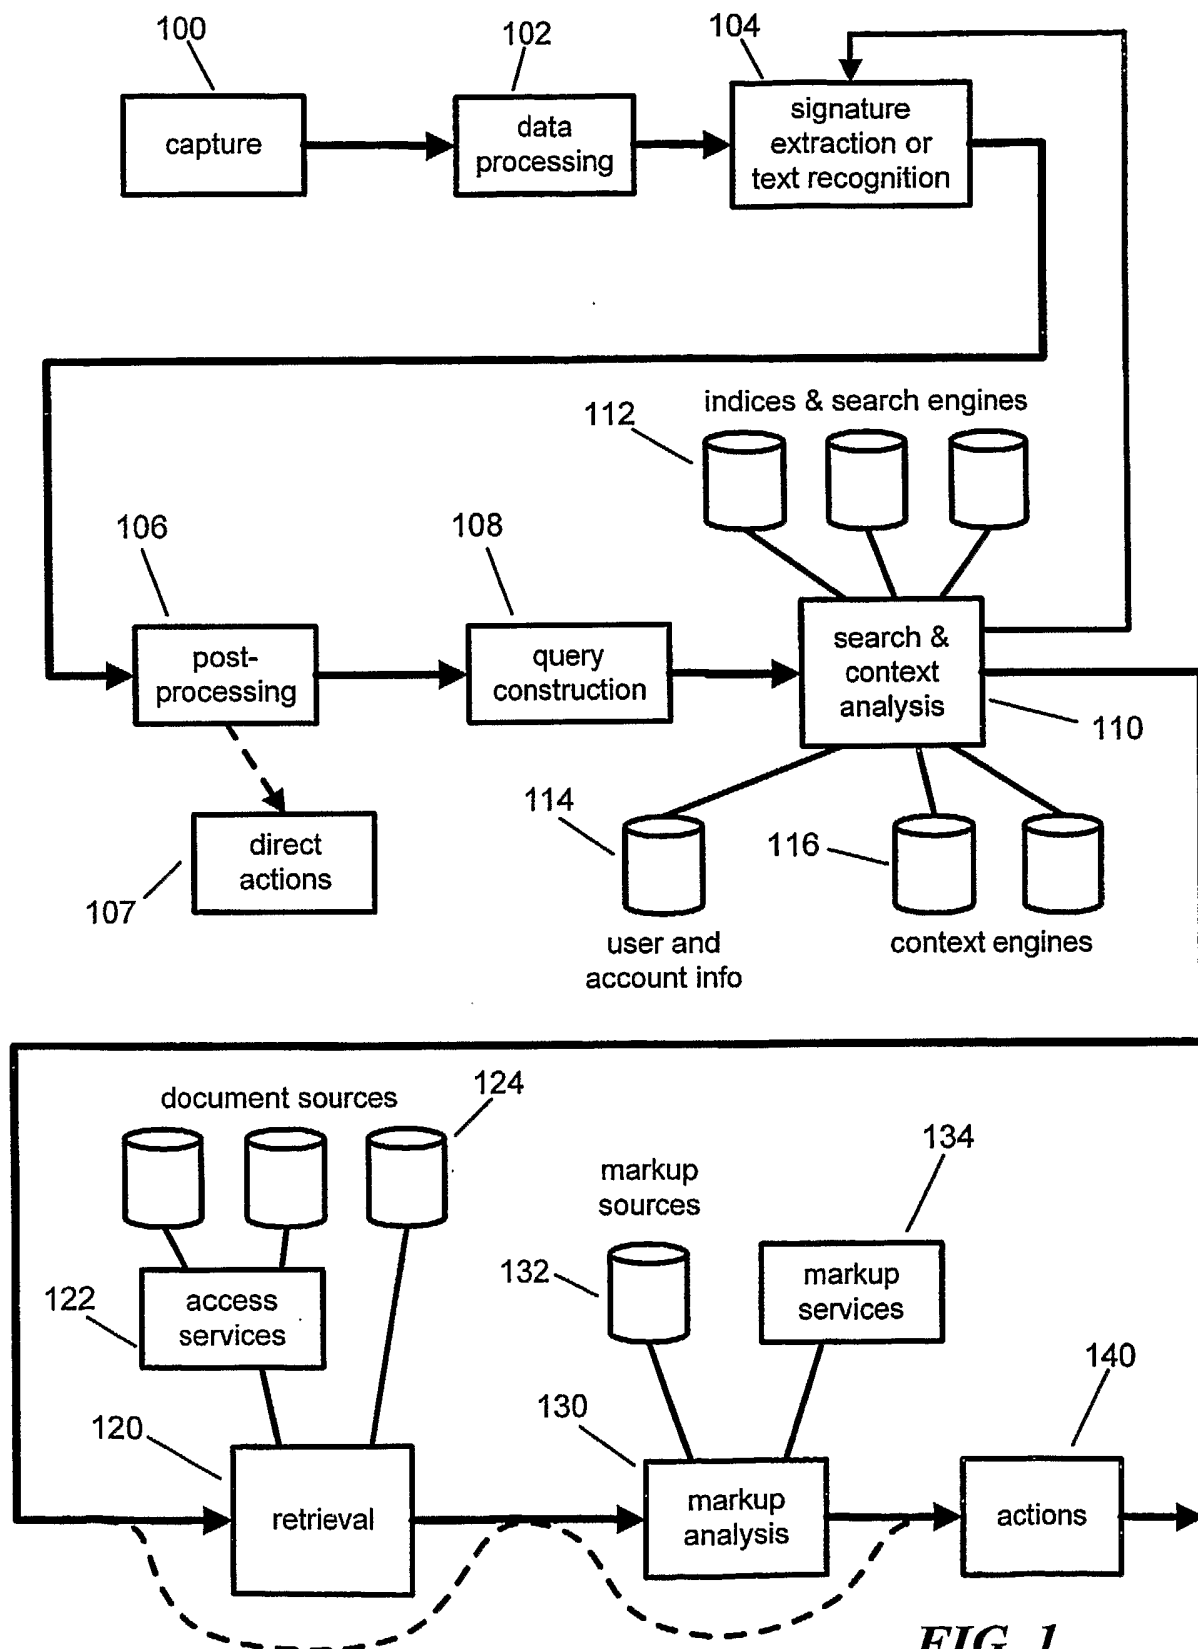 100
102
104
capture
data
processing
signature
extraction or
text recognition
indices & search engines
112
106
108
post-
processing
query
construction
search &
context
analysis
110
114
116
direct
actions
107
user and
account info
context engines
document sources
124
134
markup
sources
132
122
access
services
markup
services
140
120
130
retrieval
markup
analysis
actions
FIG. 1